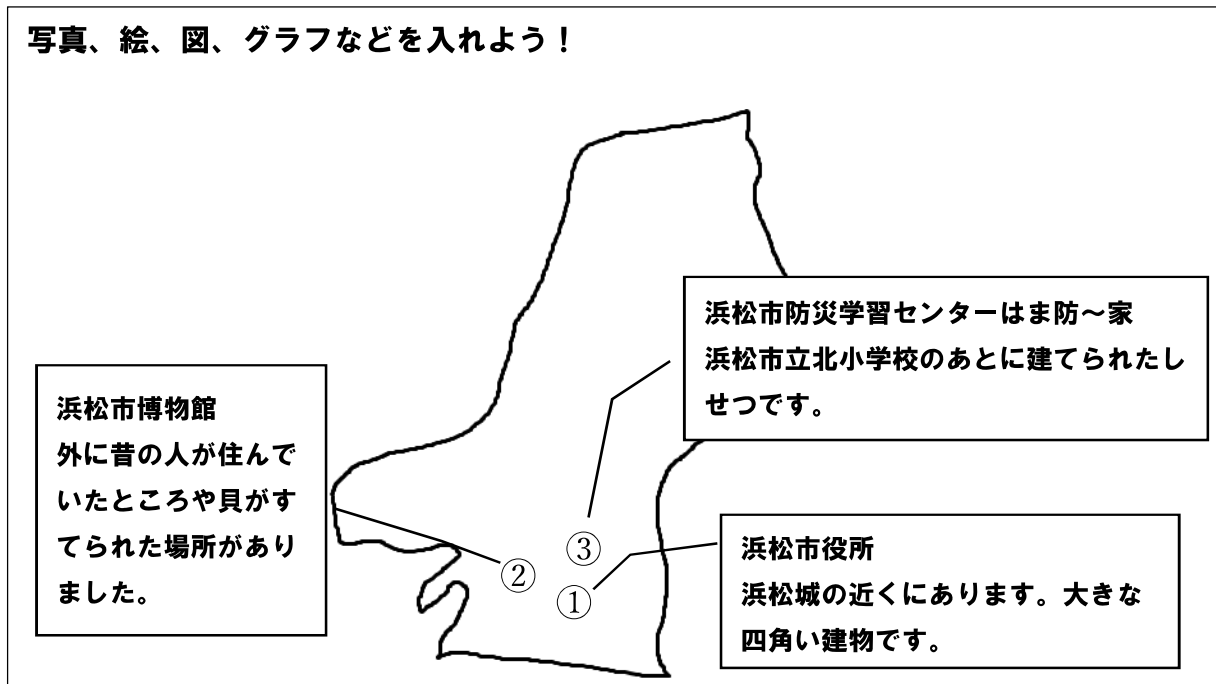 写真、絵、図、グラフなどを入れよう！
浜松市防災学習センターはま防～家
浜松市立北小学校のあとに建てられたし
せつです。
浜松市博物館
外に昔の人が住んで
いたところや貝がす
てられた場所があり
ました。
③
②
①
浜松市役所
浜松城の近くにあります。大きな
四角い建物です。